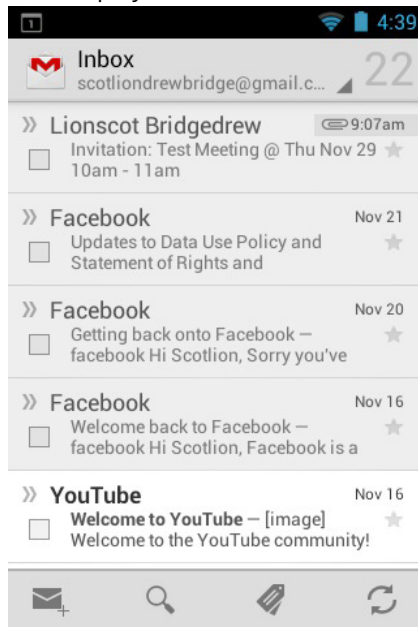 1
4:39
Inbox
22
scotliondrewbridge@gmail.c...
» Lionscot Bridgedrew
9:07am
Invitation: Test Meeting @ Thu Nov 29
10am - 11am
» Facebook
Nov 21
Updates to Data Use Policy and
Statement of Rights and
» Facebook
Nov 20
Getting back onto Facebook —
facebook Hi Scotlion, Sorry you've
» Facebook
Nov 16
Welcome back to Facebook —
facebook Hi Scotlion, Facebook is a
» YouTube
Nov 16
Welcome to YouTube — [image]
Welcome to the YouTube community!